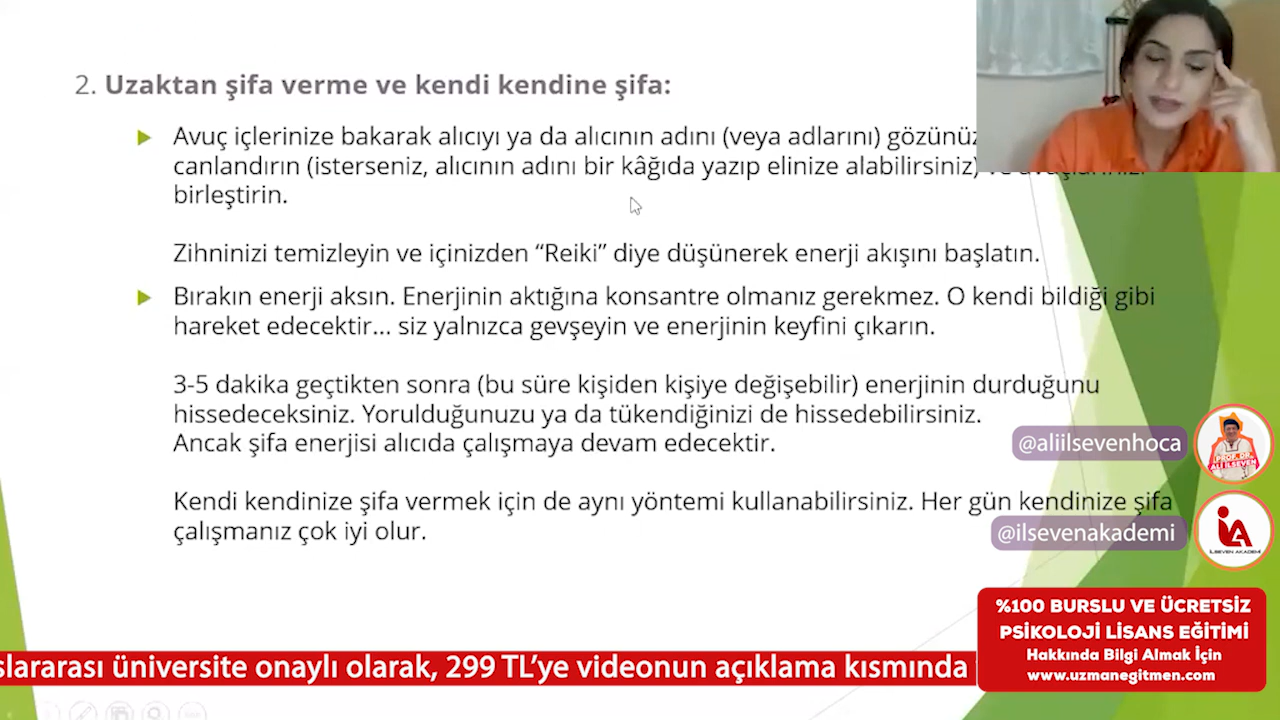 2. Uzaktan şifa verme ve kendi kendine şifa:
Avuç içlerinize bakarak alıcıyı ya da alıcının adını (veya adlarını)
canlandırın (isterseniz, alıcının adını bir kâğıda yazıp elinize alabilirsiniz)
birleştirin.
Zihninizi temizleyin ve içinizden “Reiki” diye düşünerek enerji akışını başlatın.
Bırakın enerji aksın. Enerjinin aktığına konsantre olmanız gerekmez. O kendi bildiği gibi
hareket edecektir... siz yalnızca gevşeyin ve enerjinin keyfini çıkarın.
3-5 dakika geçtikten sonra (bu süre kişiden kişiye değişebilir) enerjinin durduğunu
hissedeceksiniz. Yorulduğunuzu ya da tükendiğinizi de hissedebilirsiniz.
Ancak şifa enerjisi alıcıda çalışmaya devam edecektir.
Kendi kendinize şifa vermek için de aynı yöntemi kullanabilirsiniz. Her gün kendinize şifa
çalışmanız çok iyi olur.
@aliilsevenhoca
PROF. DR.
ALİ İLSEVEN
@ilsevenakademi
İLSEVEN AKADEMİ
%100 BURSLU VE ÜCRETSİZ
PSİKOLOJİ LİSANS EĞİTİMİ
Hakkında Bilgi Almak İçin
www.uzmanegitmen.com
üniversite onaylı olarak, 299 TL’ye videonun açıklama kısmında